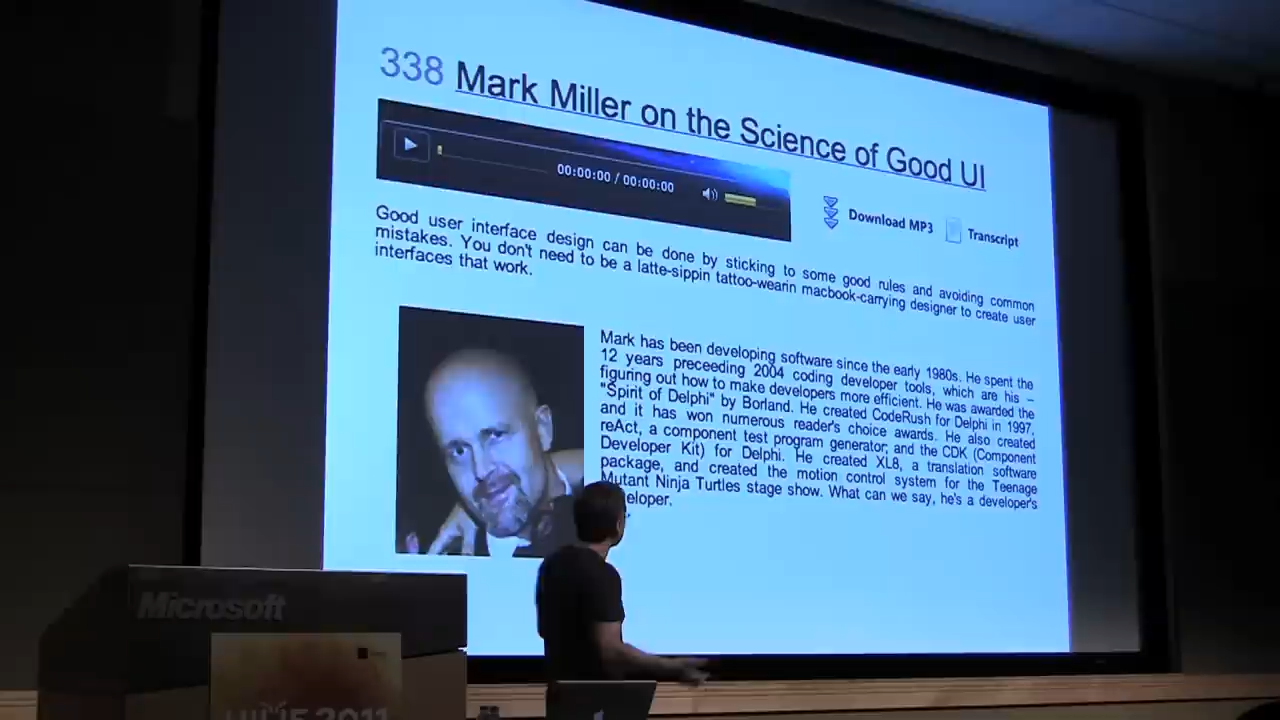 338 Mark Miller on the Science of Good UI
00:00:00 / 00:00:00
Download MP3
Transcript
Good user interface design can be done by sticking to some good rules and avoiding common
mistakes. You don't need to be a latte-sippin tattoo-wearin macbook-carrying designer to create user
interfaces that work.
Mark has been developing software since the early 1980s. He spent the
12 years preceeding 2004 coding developer tools, which are his –
figuring out how to make developers more efficient. He was awarded the
"Spirit of Delphi" by Borland. He created CodeRush for Delphi in 1997,
and it has won numerous reader's choice awards. He also created
reAct, a component test program generator; and the CDK (Component
Developer Kit) for Delphi. He created XL8, a translation software
package, and created the motion control system for the Teenage
Mutant Ninja Turtles stage show. What can we say, he's a developer's
eloper.
Microsoft
2011